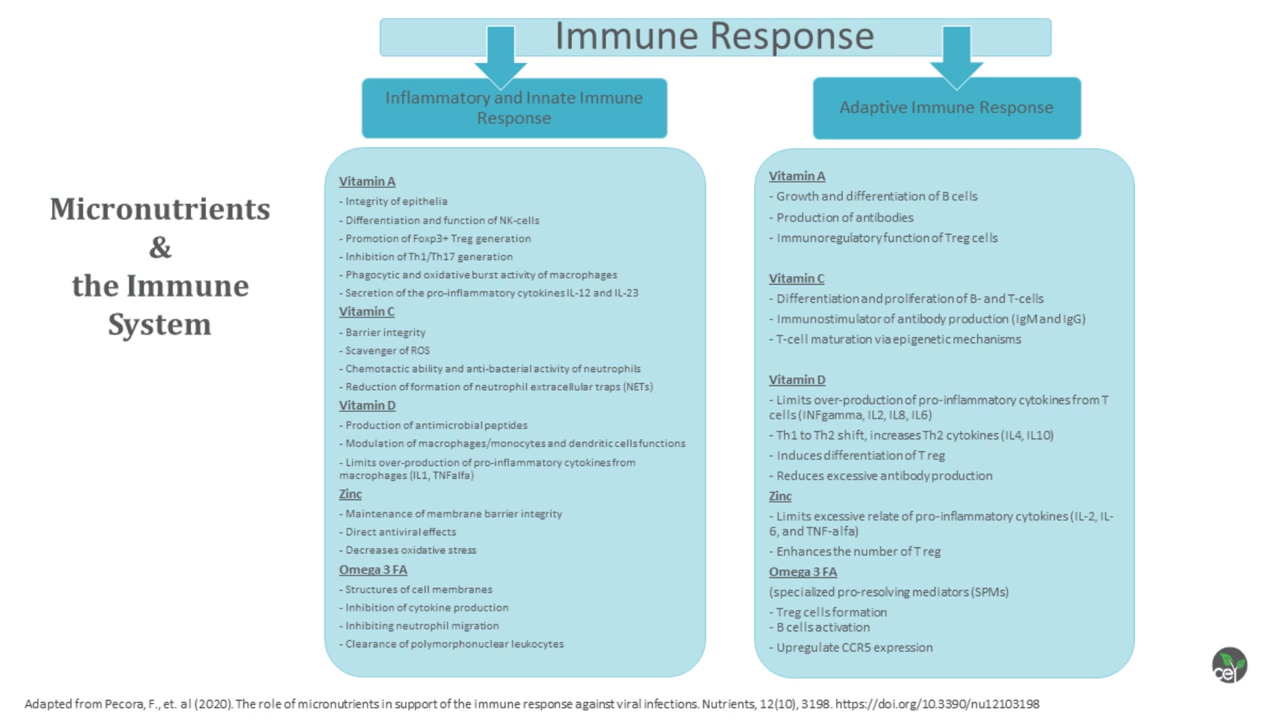 Immune Response
Inflammatory and Innate Immune
Response
Adaptive Immune Response
Micronutrients
&
the Immune
System
Vitamin A
- Integrity of epithelia
- Differentiation and function of NK-cells
- Promotion of Foxp3+ Treg generation
- Inhibition of Th1/Th17 generation
- Phagocytic and oxidative burst activity of macrophages
- Secretion of the pro-inflammatory cytokines IL-12 and IL-23
Vitamin C
- Barrier integrity
- Scavenger of ROS
- Chemotactic ability and anti-bacterial activity of neutrophils
- Reduction of formation of neutrophil extracellular traps (NETs)
Vitamin D
- Production of antimicrobial peptides
- Modulation of macrophages/monocytes and dendritic cells functions
- Limits over-production of pro-inflammatory cytokines from
macrophages (IL1, TNFalfa)
Zinc
- Maintenance of membrane barrier integrity
- Direct antiviral effects
- Decreases oxidative stress
Omega 3 FA
- Structures of cell membranes
- Inhibition of cytokine production
- Inhibiting neutrophil migration
- Clearance of polymorphonuclear leukocytes
Vitamin A
- Growth and differentiation of B cells
- Production of antibodies
- Immunoregulatory function of Treg cells
Vitamin C
- Differentiation and proliferation of B- and T-cells
- Immunostimulator of antibody production (IgM and IgG)
- T-cell maturation via epigenetic mechanisms
Vitamin D
- Limits over-production of pro-inflammatory cytokines from T
cells (INFgamma, IL2, IL8, IL6)
- Th1 to Th2 shift, increases Th2 cytokines (IL4, IL10)
- Induces differentiation of T reg
- Reduces excessive antibody production
Zinc
- Limits excessive relate of pro-inflammatory cytokines (IL-2, IL-
6, and TNF-alfa)
- Enhances the number of T reg
Omega 3 FA
(specialized pro-resolving mediators (SPMs)
- Treg cells formation
- B cells activation
- Upregulate CCR5 expression
cey
Adapted from Pecora, F., et. al (2020). The role of micronutrients in support of the immune response against viral infections. Nutrients, 12(10), 3198. https://doi.org/10.3390/nu12103198